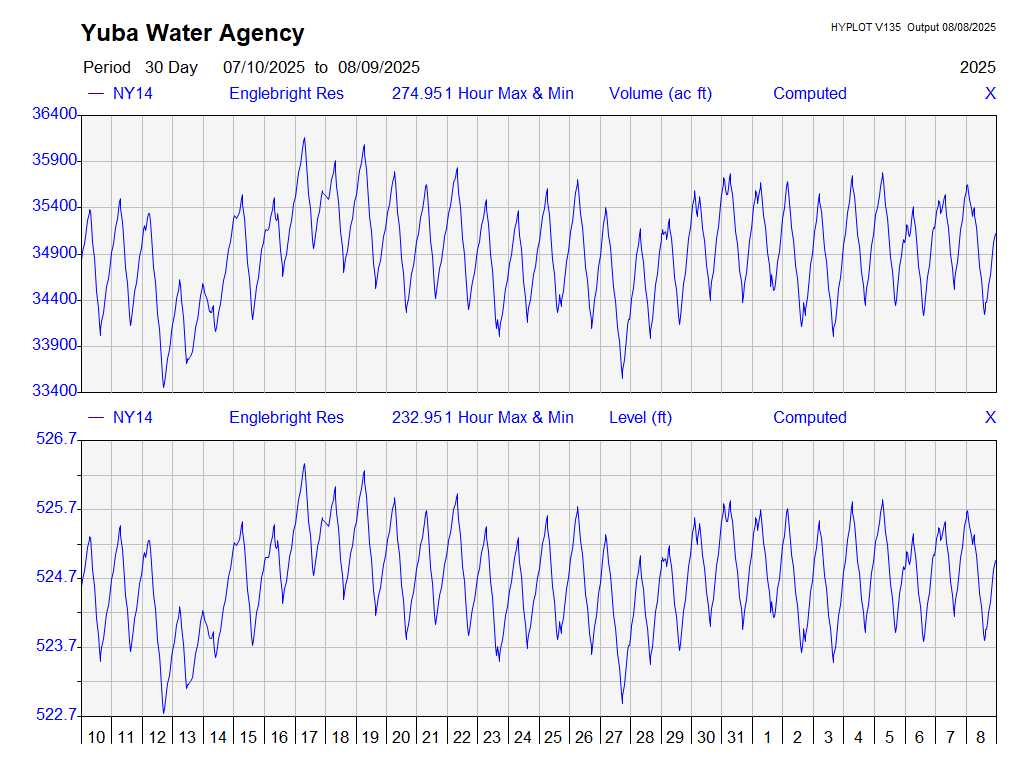 Yuba Water Agency
HYPLOT V135 Output 08/08/2025
Period 30 Day 07/10/2025 to 08/09/2025 2025
— NY14 Englebright Res 274.951 Hour Max & Min Volume (ac ft) Computed X
36400
35900
35400
34900
34400
33900
33400
— NY14 Englebright Res 232.951 Hour Max & Min Level (ft) Computed X
526.7
525.7
524.7
523.7
522.7
10 11 12 13 14 15 16 17 18 19 20 21 22 23 24 25 26 27 28 29 30 31 1 2 3 4 5 6 7 8